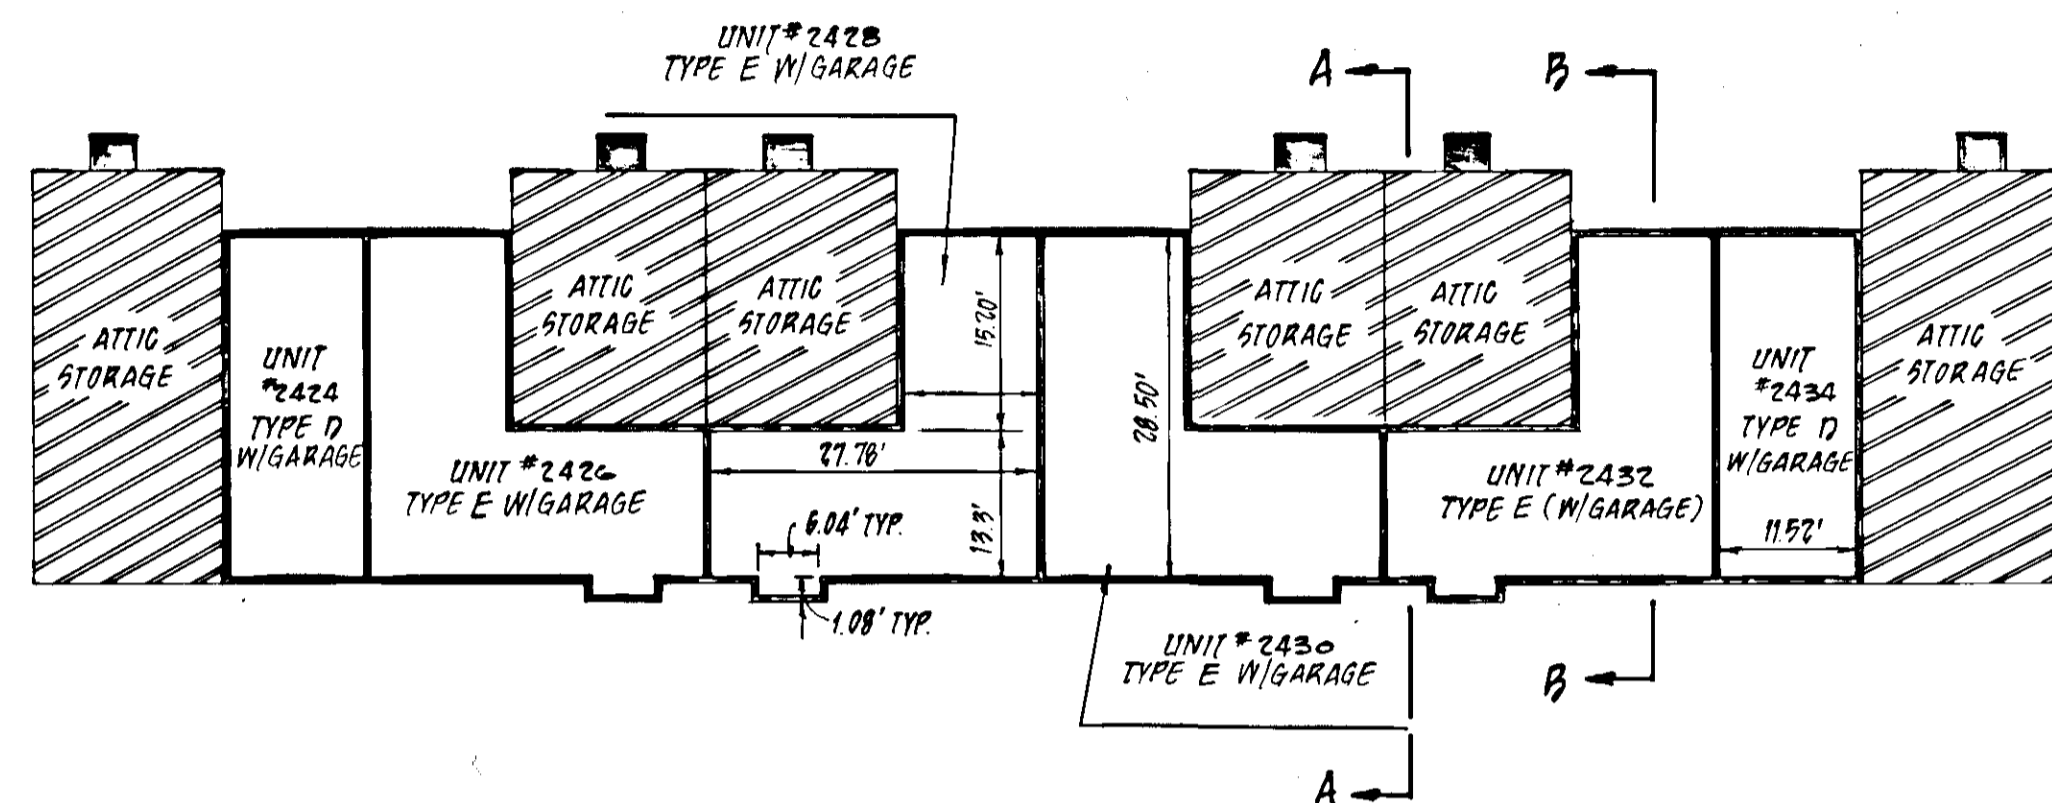 UNIT #2428
TYPE E W/GARAGE
A
B
ATTIC
STORAGE
UNIT
#2424
TYPE D
W/GARAGE
UNIT #2426
TYPE E W/GARAGE
ATTIC
STORAGE
ATTIC
STORAGE
15.20'
27.78'
13.3'
6.04' TYP.
1.08' TYP.
28.50'
ATTIC
STORAGE
ATTIC
STORAGE
UNIT #2432
TYPE E (W/GARAGE)
UNIT
#2434
TYPE D
W/GARAGE
11.52'
ATTIC
STORAGE
UNIT #2430
TYPE E W/GARAGE
B
A